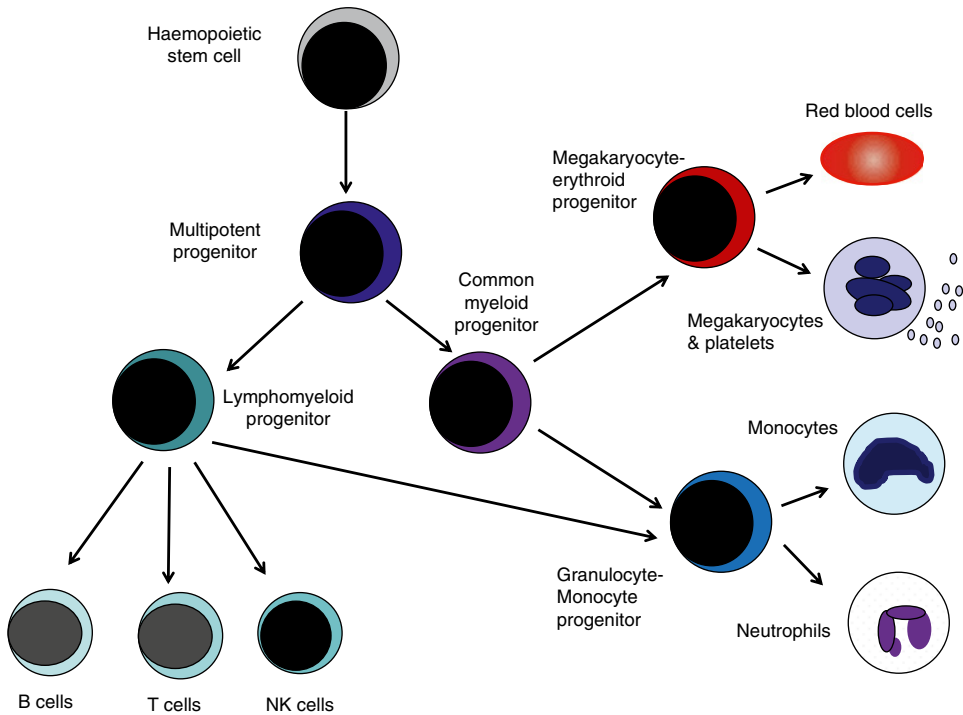 Haemopoietic
stem cell
Multipotent
progenitor
Common
myeloid
progenitor
Lymphomyeloid
progenitor
Megakaryocyte-
erythroid
progenitor
Red blood cells
Megakaryocytes
& platelets
Monocytes
Granulocyte-
Monocyte
progenitor
Neutrophils
B cells
T cells
NK cells